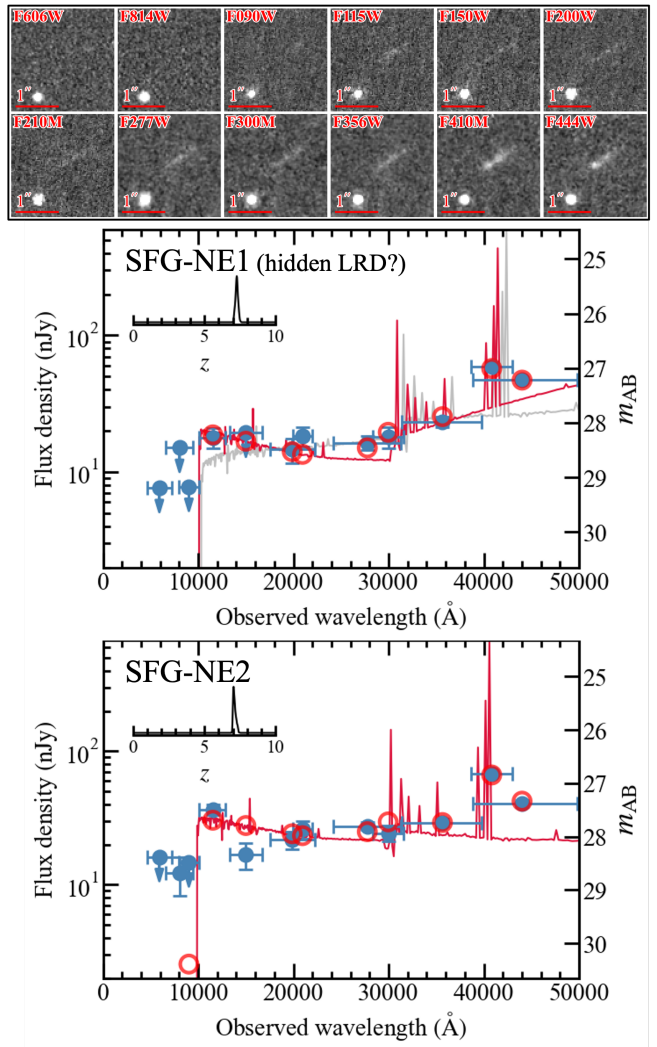 F606W F814W F090W F115W F150W F200W
1" 1" 1" 1" 1" 1"
F210M F277W F300M F356W F410M F444W
1" 1" 1" 1" 1" 1"
SFG-NE1 (hidden LRD?)
0 5 10
z
Flux density (nJy)
10² 10¹
25 26 27 28 29 30
m_AB
0 10000 20000 30000 40000 50000
Observed wavelength (Å)
SFG-NE2
0 5 10
z
Flux density (nJy)
10² 10¹
25 26 27 28 29 30
m_AB
0 10000 20000 30000 40000 50000
Observed wavelength (Å)